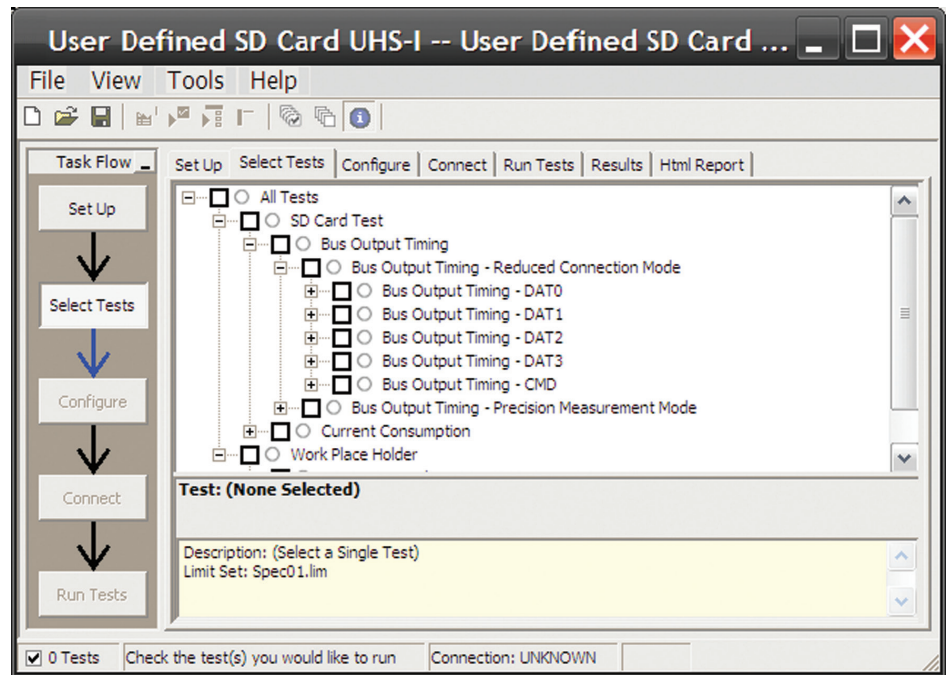 User Defined SD Card UHS-I -- User Defined SD Card ...
File View Tools Help
Task Flow
Set Up
Select Tests
Configure
Connect
Run Tests
Set Up Select Tests Configure Connect Run Tests Results Html Report
All Tests
SD Card Test
Bus Output Timing
Bus Output Timing - Reduced Connection Mode
Bus Output Timing - DAT0
Bus Output Timing - DAT1
Bus Output Timing - DAT2
Bus Output Timing - DAT3
Bus Output Timing - CMD
Bus Output Timing - Precision Measurement Mode
Current Consumption
Work Place Holder
Test: (None Selected)
Description: (Select a Single Test)
Limit Set: Spec01.lim
0 Tests Check the test(s) you would like to run Connection: UNKNOWN